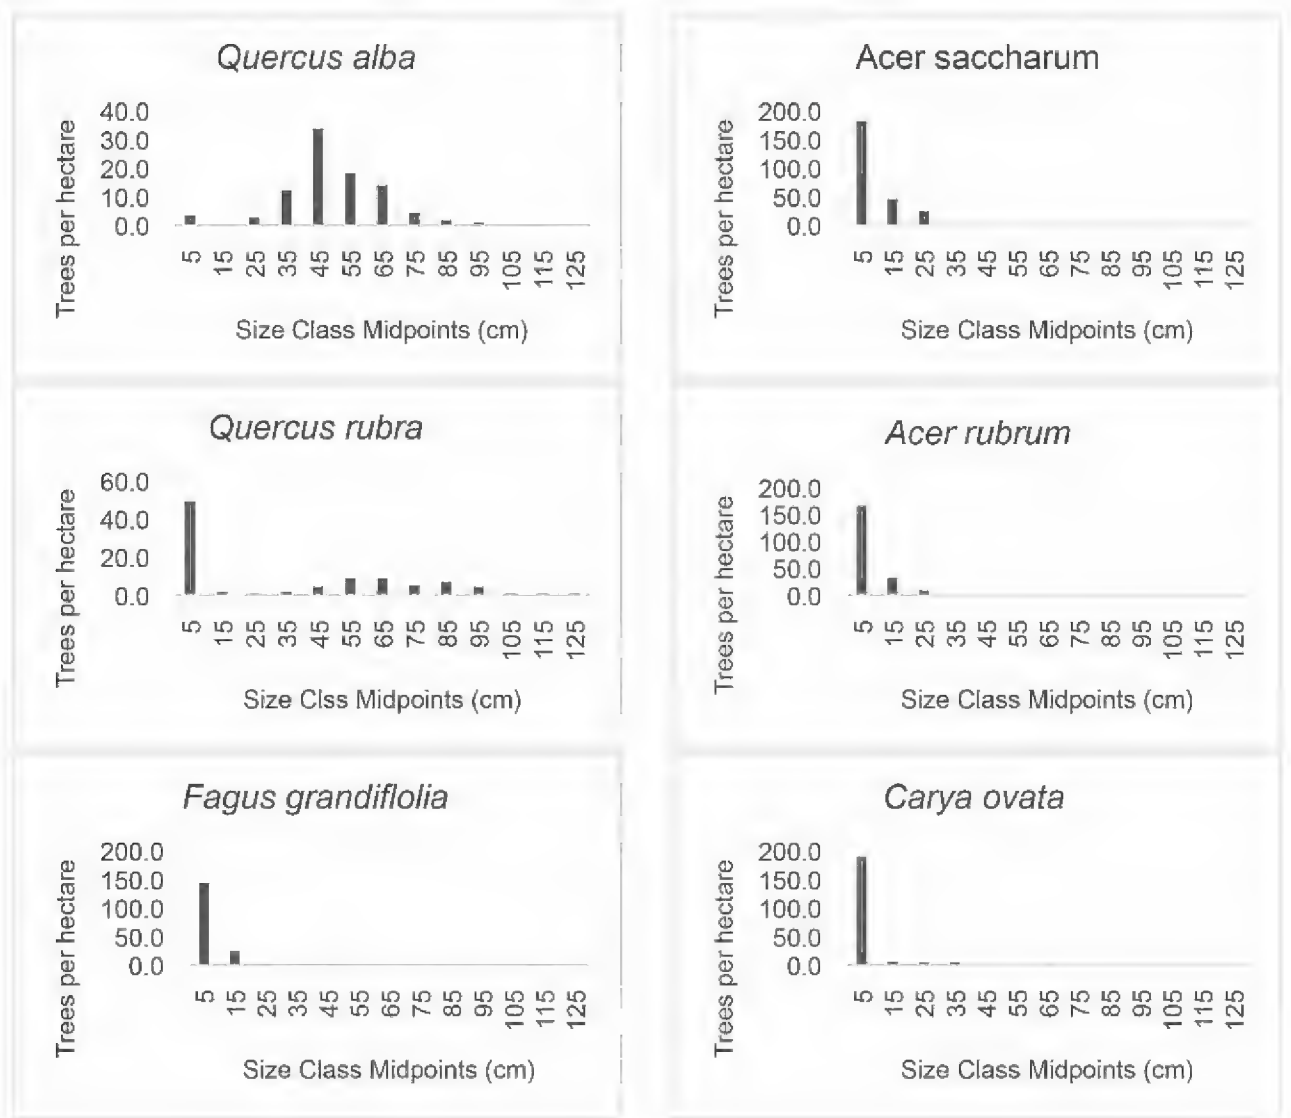 Quercus alba
Trees per hectare
40.0
30.0
20.0
10.0
0.0
5 15 25 35 45 55 65 75 85 95 105 115 125
Size Class Midpoints (cm)
Acer saccharum
Trees per hectare
200.0
150.0
100.0
50.0
0.0
5 15 25 35 45 55 65 75 85 95 105 115 125
Size Class Midpoints (cm)
Quercus rubra
Trees per hectare
60.0
40.0
20.0
0.0
5 15 25 35 45 55 65 75 85 95 105 115 125
Size Clss Midpoints (cm)
Acer rubrum
Trees per hectare
200.0
150.0
100.0
50.0
0.0
5 15 25 35 45 55 65 75 85 95 105 115 125
Size Class Midpoints (cm)
Fagus grandiflolia
Trees per hectare
200.0
150.0
100.0
50.0
0.0
5 15 25 35 45 55 65 75 85 95 105 115 125
Size Class Midpoints (cm)
Carya ovata
Trees per hectare
200.0
150.0
100.0
50.0
0.0
5 15 25 35 45 55 65 75 85 95 105 115 125
Size Class Midpoints (cm)